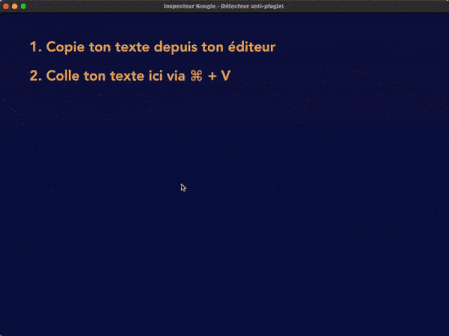 Inspecteur Kougle - Détecteur anti-plagiat
1. Copie ton texte depuis ton éditeur
2. Colle ton texte ici via ⌘ + V